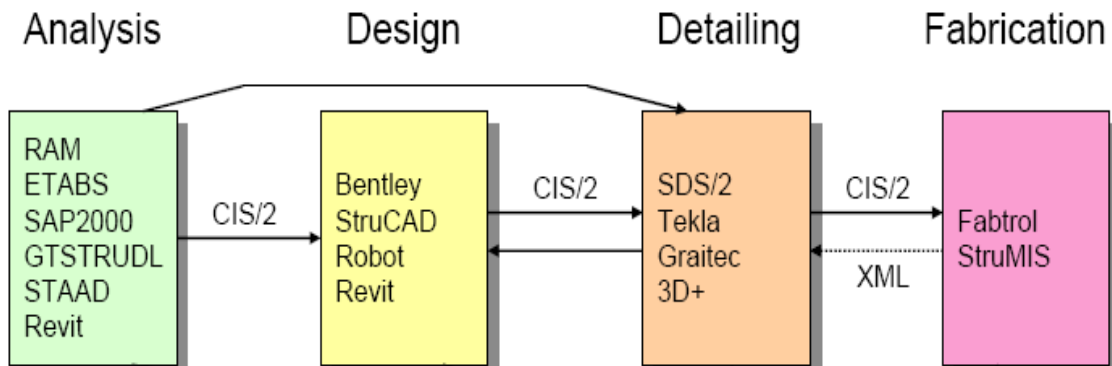 Analysis
Design
Detailing
Fabrication
RAM
ETABS
SAP2000
GTSTRUDL
STAAD
Revit
CIS/2
Bentley
StruCAD
Robot
Revit
CIS/2
SDS/2
Tekla
Graitec
3D+
CIS/2
XML
Fabtrol
StruMIS